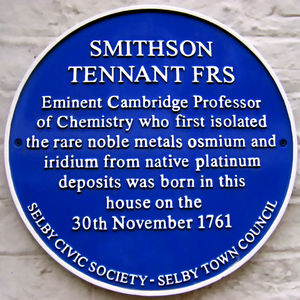 SMITHSON
TENNANT FRS
Eminent Cambridge Professor
of Chemistry who first isolated
the rare noble metals osmium and
iridium from native platinum
deposits was born in this
house on the
30th November 1761
SELBY CIVIC SOCIETY - SELBY TOWN COUNCIL